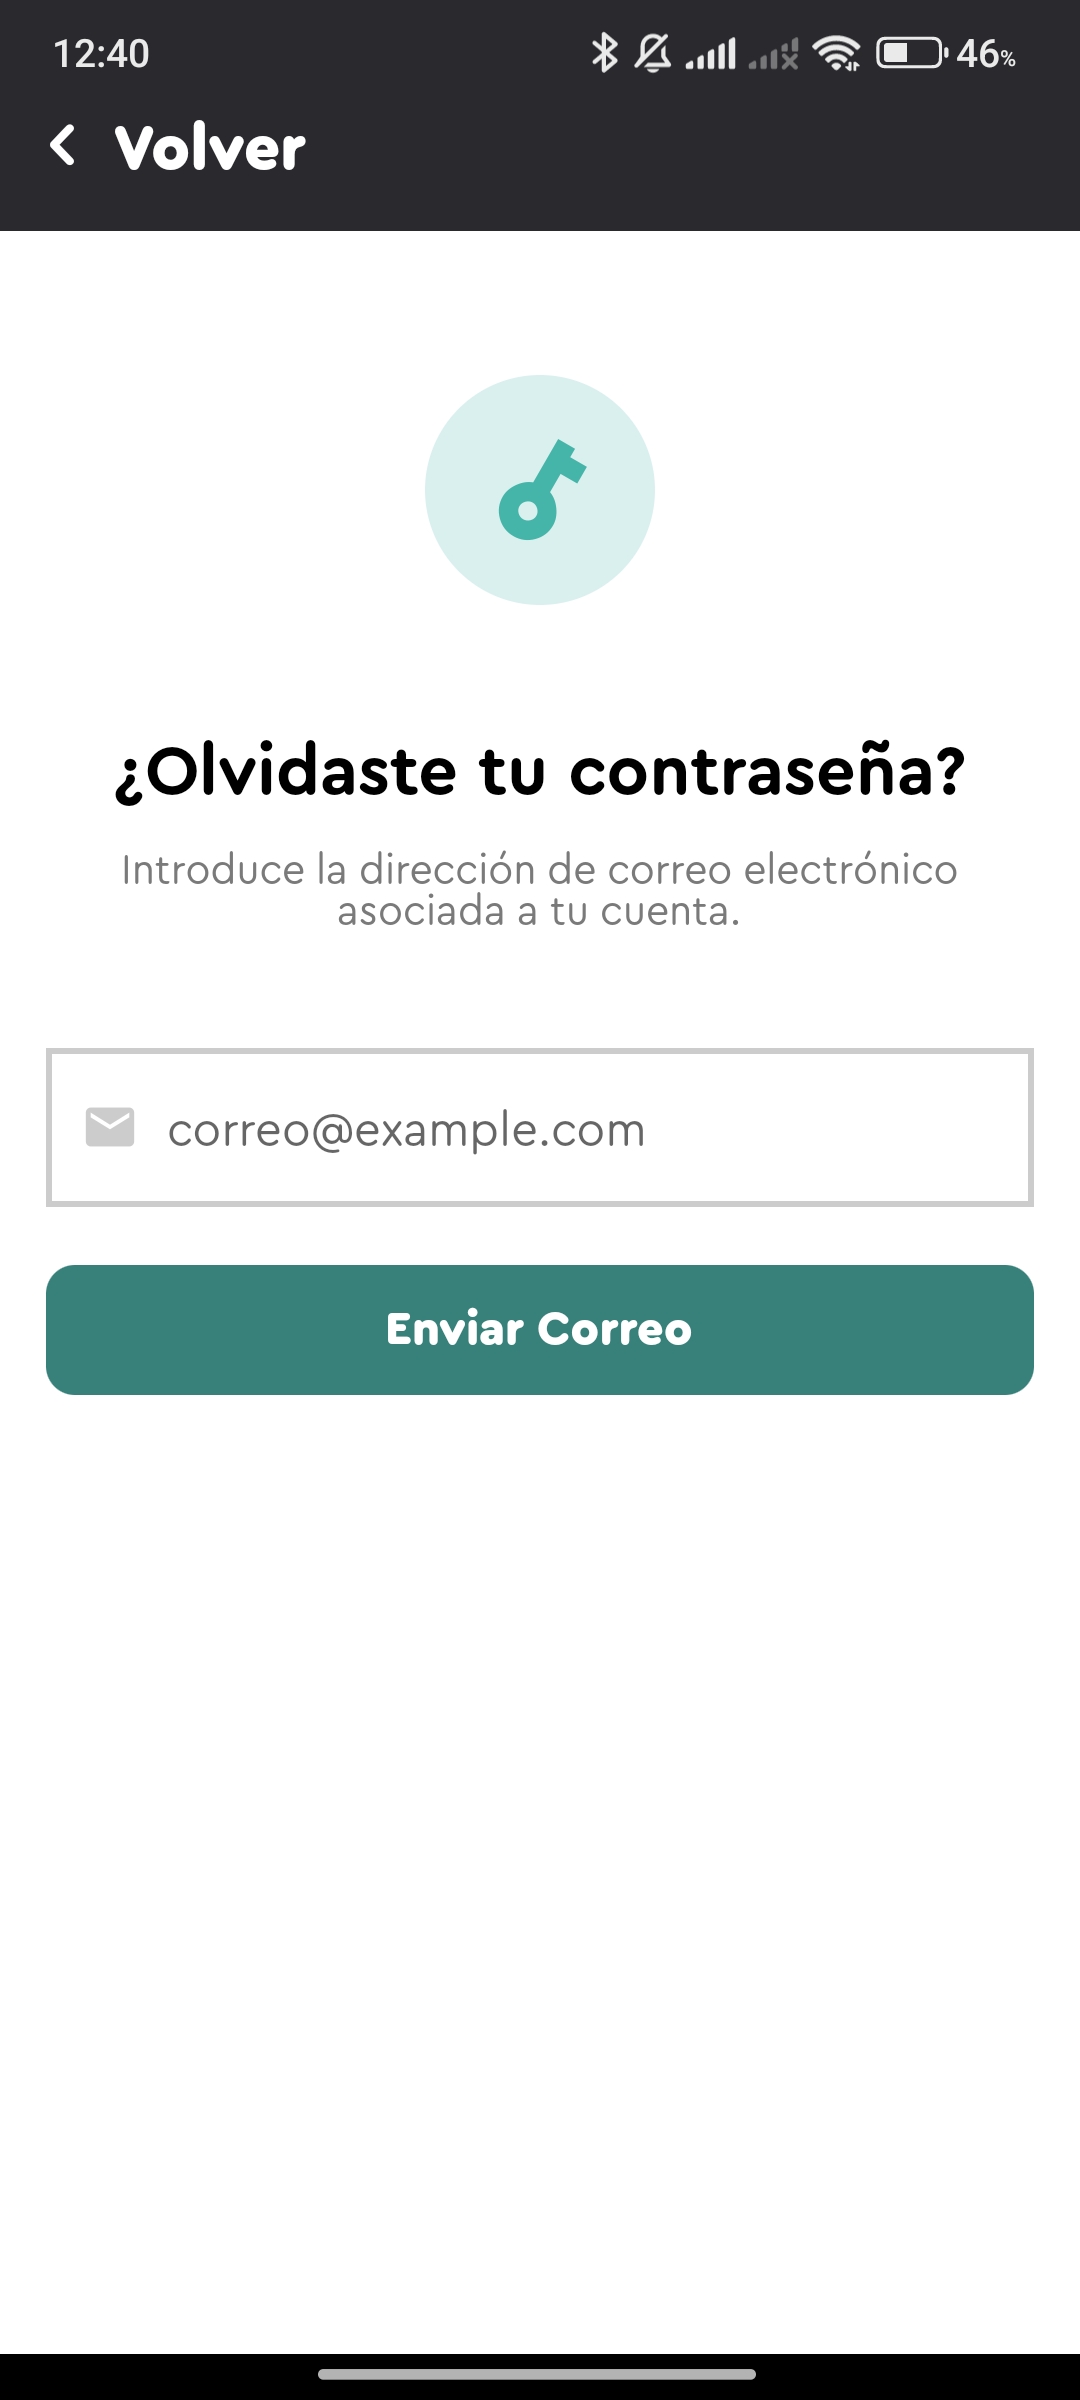 12:40
46%
Volver
¿Olvidaste tu contraseña?
Introduce la dirección de correo electrónico
asociada a tu cuenta.
correo@example.com
Enviar Correo